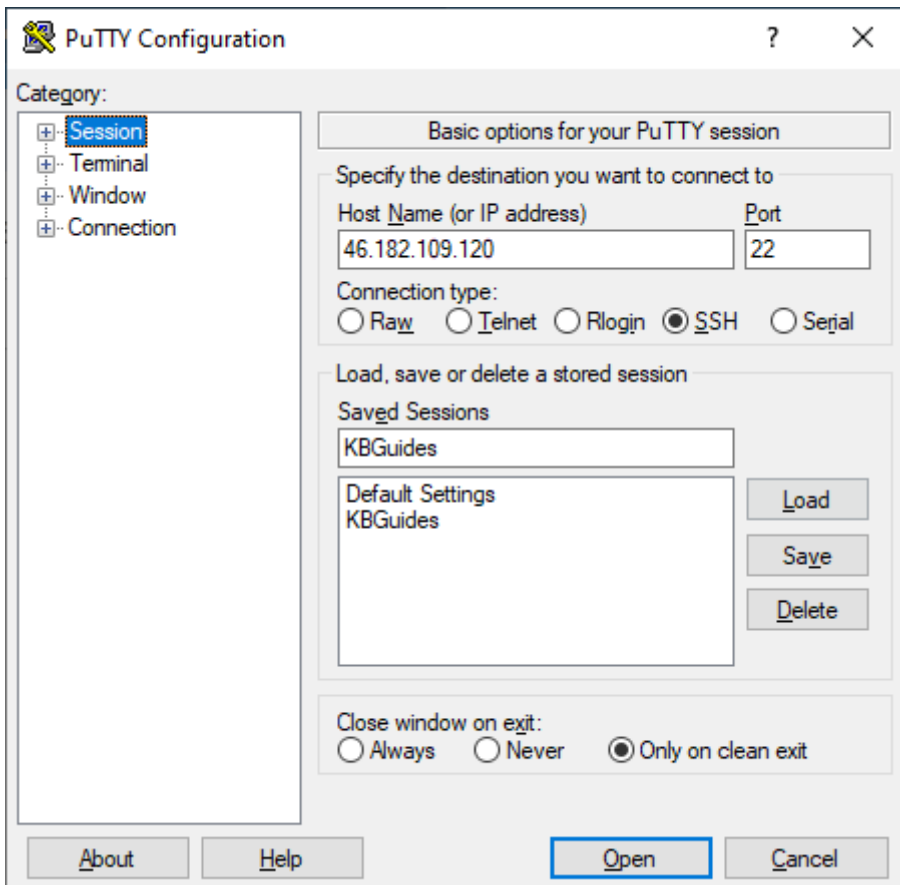 PuTTY Configuration
?
Category:
Session
Terminal
Window
Connection
Basic options for your PuTTY session
Specify the destination you want to connect to
Host Name (or IP address) Port
46.182.109.120 22
Connection type:
Raw Telnet Rlogin SSH Serial
Load, save or delete a stored session
Saved Sessions
KBGuides
Default Settings
KBGuides
Load
Save
Delete
Close window on exit:
Always Never Only on clean exit
About Help Open Cancel